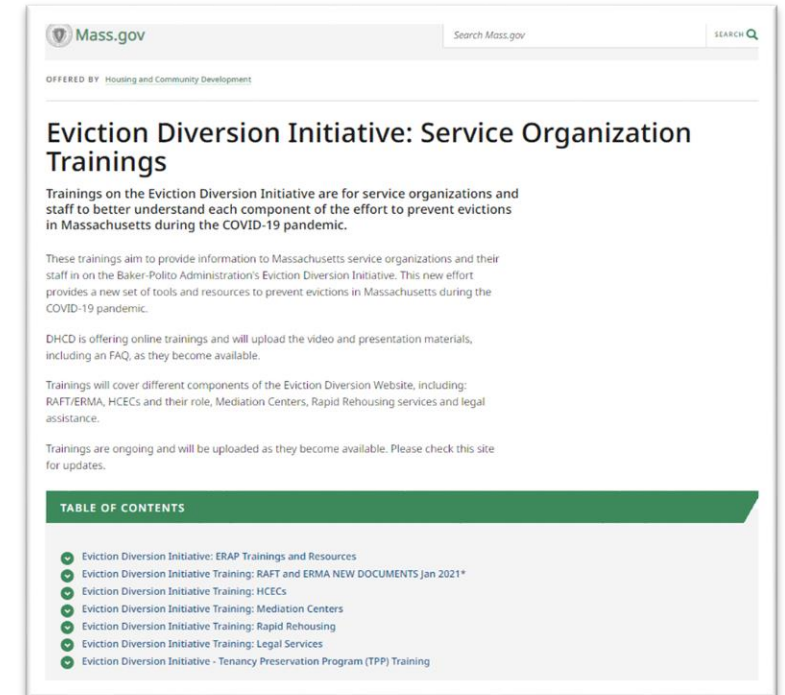 Mass.gov
Search Mass.gov
SEARCH
OFFERED BY Housing and Community Development
Eviction Diversion Initiative: Service Organization
Trainings
Trainings on the Eviction Diversion Initiative are for service organizations and
staff to better understand each component of the effort to prevent evictions
in Massachusetts during the COVID-19 pandemic.
These trainings aim to provide information to Massachusetts service organizations and their
staff in on the Baker-Polito Administration's Eviction Diversion Initiative. This new effort
provides a new set of tools and resources to prevent evictions in Massachusetts during the
COVID-19 pandemic.
DHCD is offering online trainings and will upload the video and presentation materials,
including an FAQ, as they become available.
Trainings will cover different components of the Eviction Diversion Website, including:
RAFT/ERMA, HCECs and their role, Mediation Centers, Rapid Rehousing services and legal
assistance.
Trainings are ongoing and will be uploaded as they become available. Please check this site
for updates.
TABLE OF CONTENTS
Eviction Diversion Initiative: ERAP Trainings and Resources
Eviction Diversion Initiative Training: RAFT and ERMA NEW DOCUMENTS Jan 2021*
Eviction Diversion Initiative Training: HCECs
Eviction Diversion Initiative Training: Mediation Centers
Eviction Diversion Initiative Training: Rapid Rehousing
Eviction Diversion Initiative Training: Legal Services
Eviction Diversion Initiative - Tenancy Preservation Program (TPP) Training